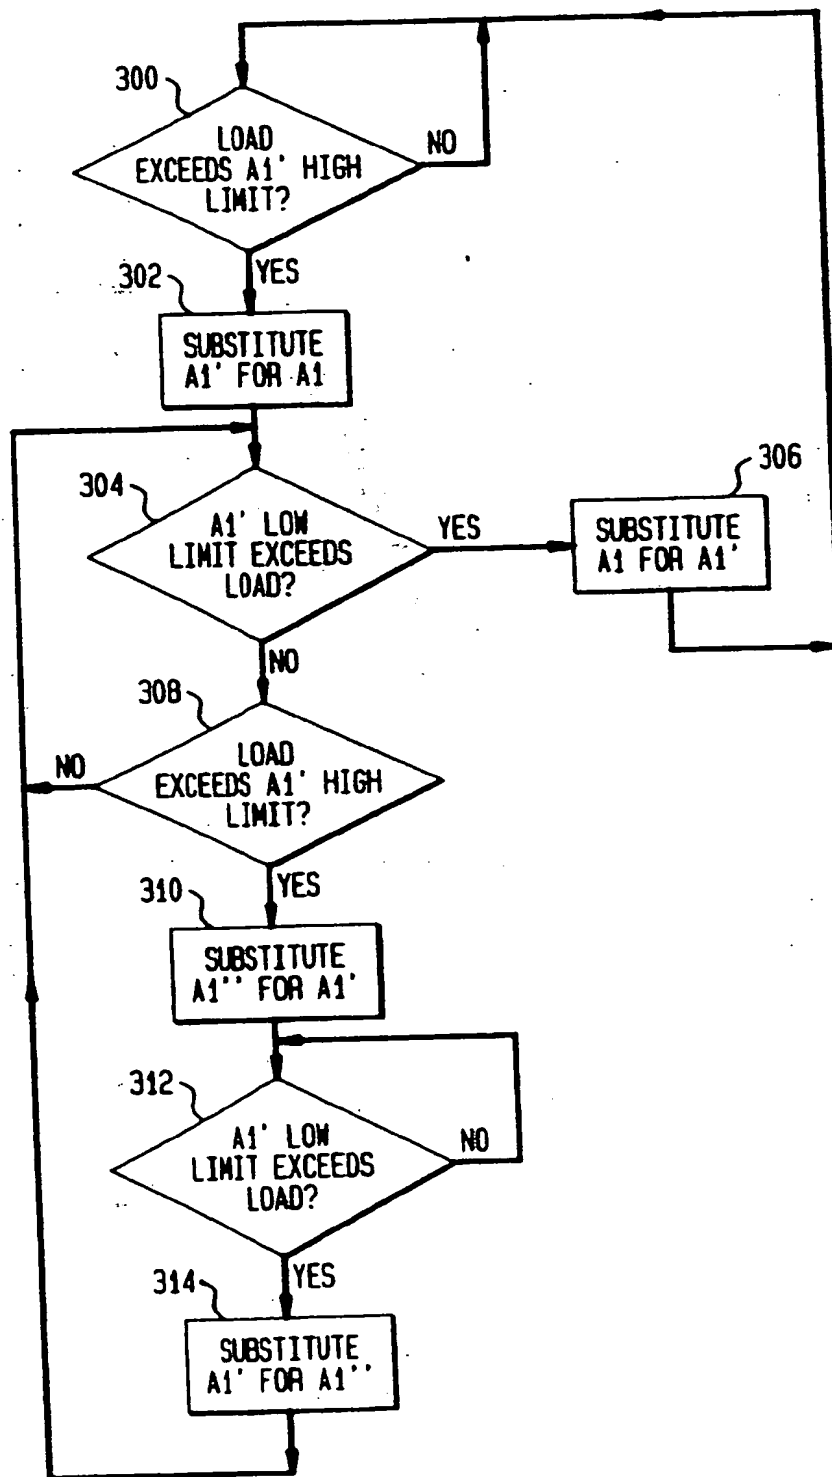 300
LOAD
EXCEEDS A1' HIGH
LIMIT?
NO
YES
302
SUBSTITUTE
A1' FOR A1
304
A1' LOW
LIMIT EXCEEDS
LOAD?
YES
306
SUBSTITUTE
A1 FOR A1'
NO
308
LOAD
EXCEEDS A1' HIGH
LIMIT?
NO
YES
310
SUBSTITUTE
A1'' FOR A1'
312
A1' LOW
LIMIT EXCEEDS
LOAD?
NO
YES
314
SUBSTITUTE
A1' FOR A1''